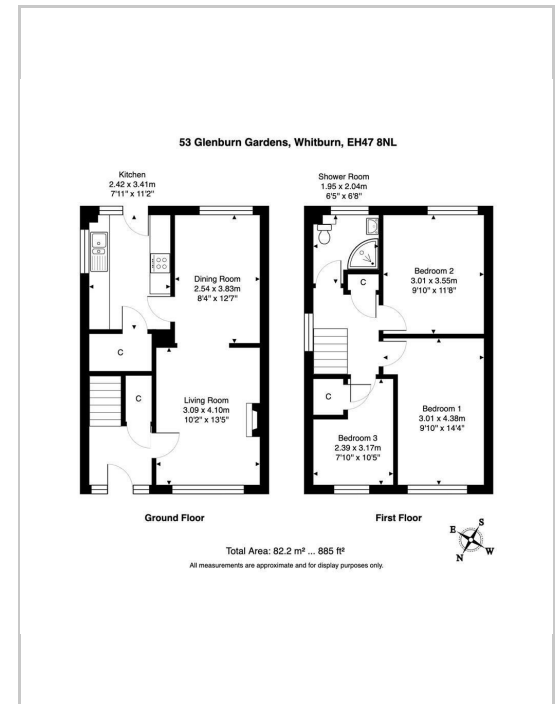 53 Glenburn Gardens, Whitburn, EH47 8NL
Kitchen
2.42 x 3.41m
7'11" x 11'2"
Dining Room
2.54 x 3.83m
8'4" x 12'7"
C
C
Living Room
3.09 x 4.10m
10'2" x 13'5"
Ground Floor
Shower Room
1.95 x 2.04m
6'5" x 6'8"
C
Bedroom 2
3.01 x 3.55m
9'10" x 11'8"
C
Bedroom 1
3.01 x 4.38m
9'10" x 14'4"
Bedroom 3
2.39 x 3.17m
7'10" x 10'5"
First Floor
E
S
N
W
Total Area: 82.2 m² ... 885 ft²
All measurements are approximate and for display purposes only.